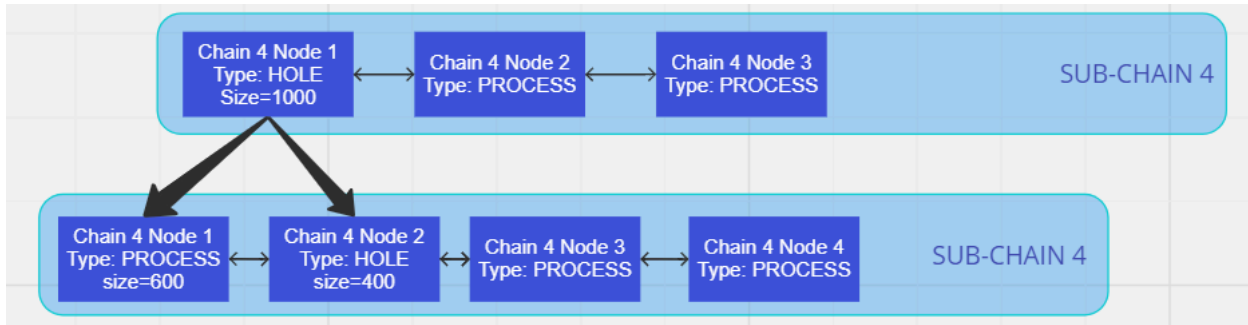 Chain 4 Node 1
Type: HOLE
Size=1000
Chain 4 Node 2
Type: PROCESS
Chain 4 Node 3
Type: PROCESS
SUB-CHAIN 4
Chain 4 Node 1
Type: PROCESS
size=600
Chain 4 Node 2
Type: HOLE
size=400
Chain 4 Node 3
Type: PROCESS
Chain 4 Node 4
Type: PROCESS
SUB-CHAIN 4